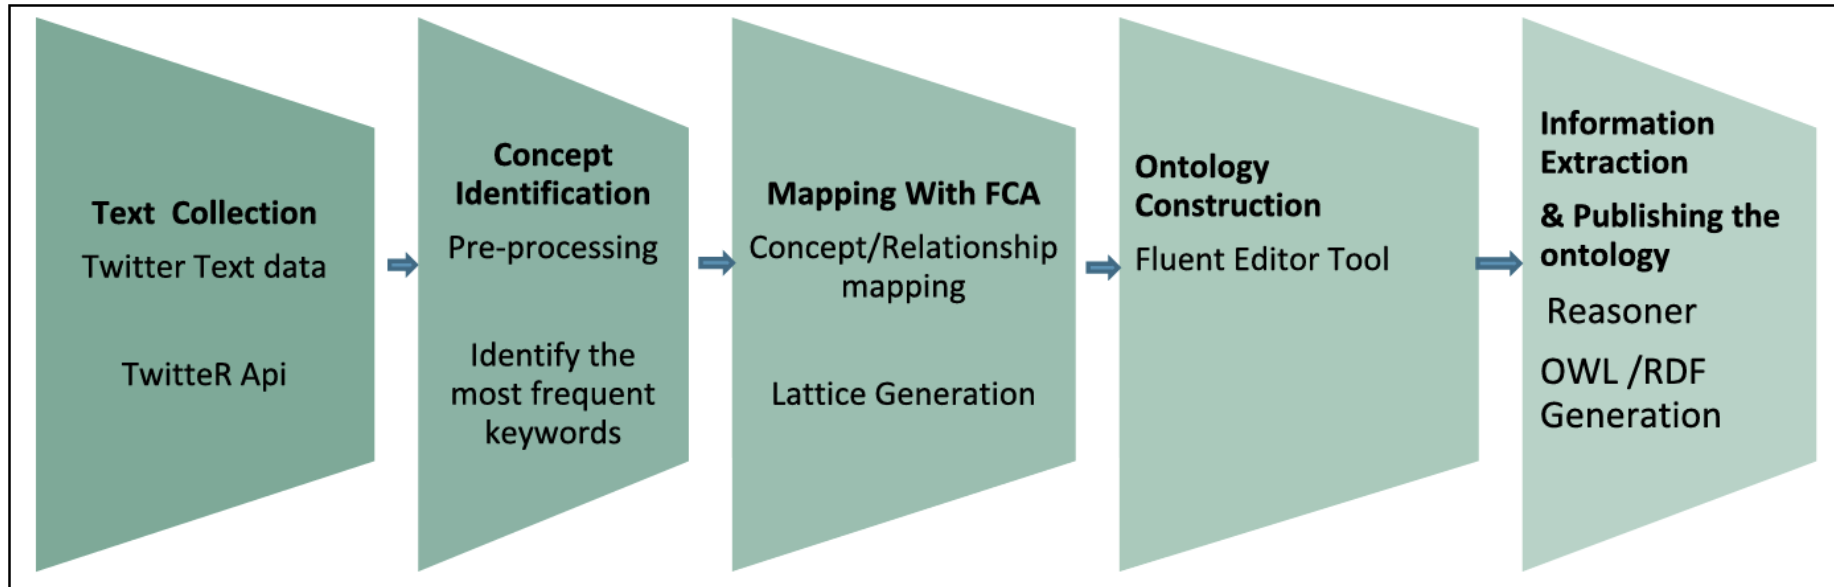 Text Collection
Twitter Text data
TwitteR Api
Concept
Identification
Pre-processing
Identify the
most frequent
keywords
Mapping With FCA
Concept/Relationship
mapping
Lattice Generation
Ontology
Construction
Fluent Editor Tool
Information
Extraction
& Publishing the
ontology
Reasoner
OWL /RDF
Generation